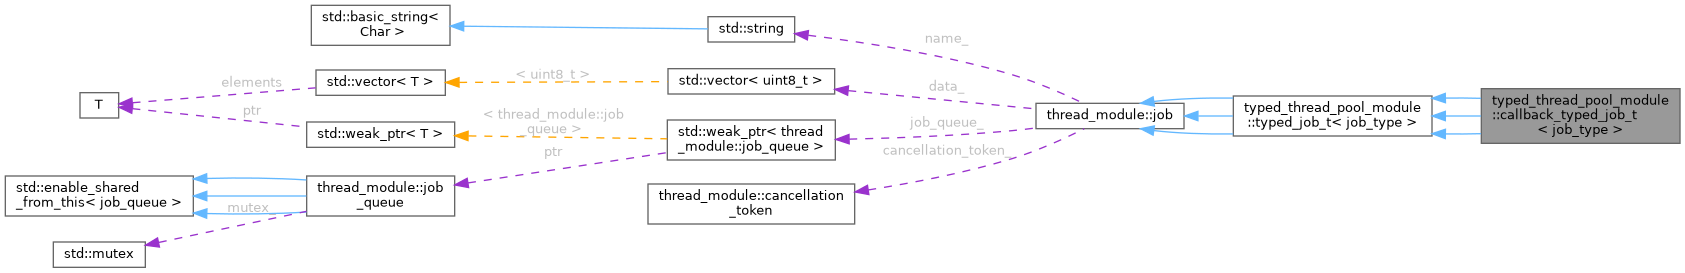 std::basic_string<
Char >
std::string
name_
elements
std::vector< T >
< uint8_t >
std::vector< uint8_t >
data_
T
ptr
std::weak_ptr< T >
< thread_module::job
_queue >
std::weak_ptr< thread
_module::job_queue >
job_queue_
thread_module::job
typed_thread_pool_module
::typed_job_t< job_type >
typed_thread_pool_module
::callback_typed_job_t
< job_type >
ptr
cancellation_token_
std::enable_shared
_from_this< job_queue >
thread_module::job
_queue
mutex_
thread_module::cancellation
_token
std::mutex